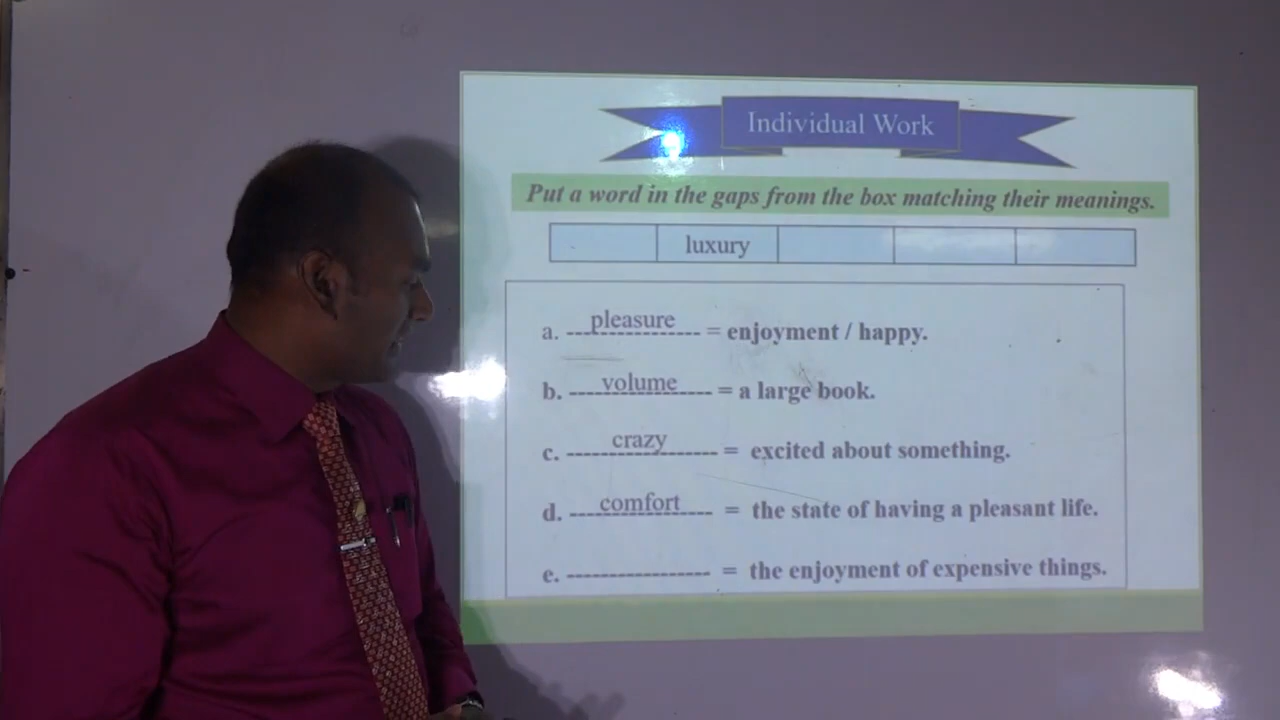 Individual Work
Put a word in the gaps from the box matching their meanings.
luxury
a. pleasure = enjoyment / happy.
b. volume = a large book.
c. crazy = excited about something.
d. comfort = the state of having a pleasant life.
e. ---------------- = the enjoyment of expensive things.